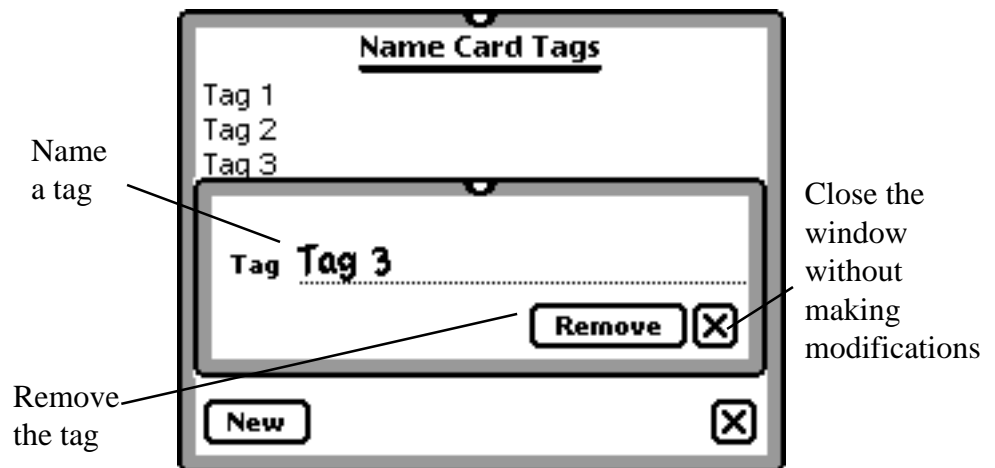 Name Card Tags
Tag 1
Tag 2
Tag 3
Name
a tag
Tag Tag 3
Close the
window
without
making
modifications
Remove
Remove
the tag
New